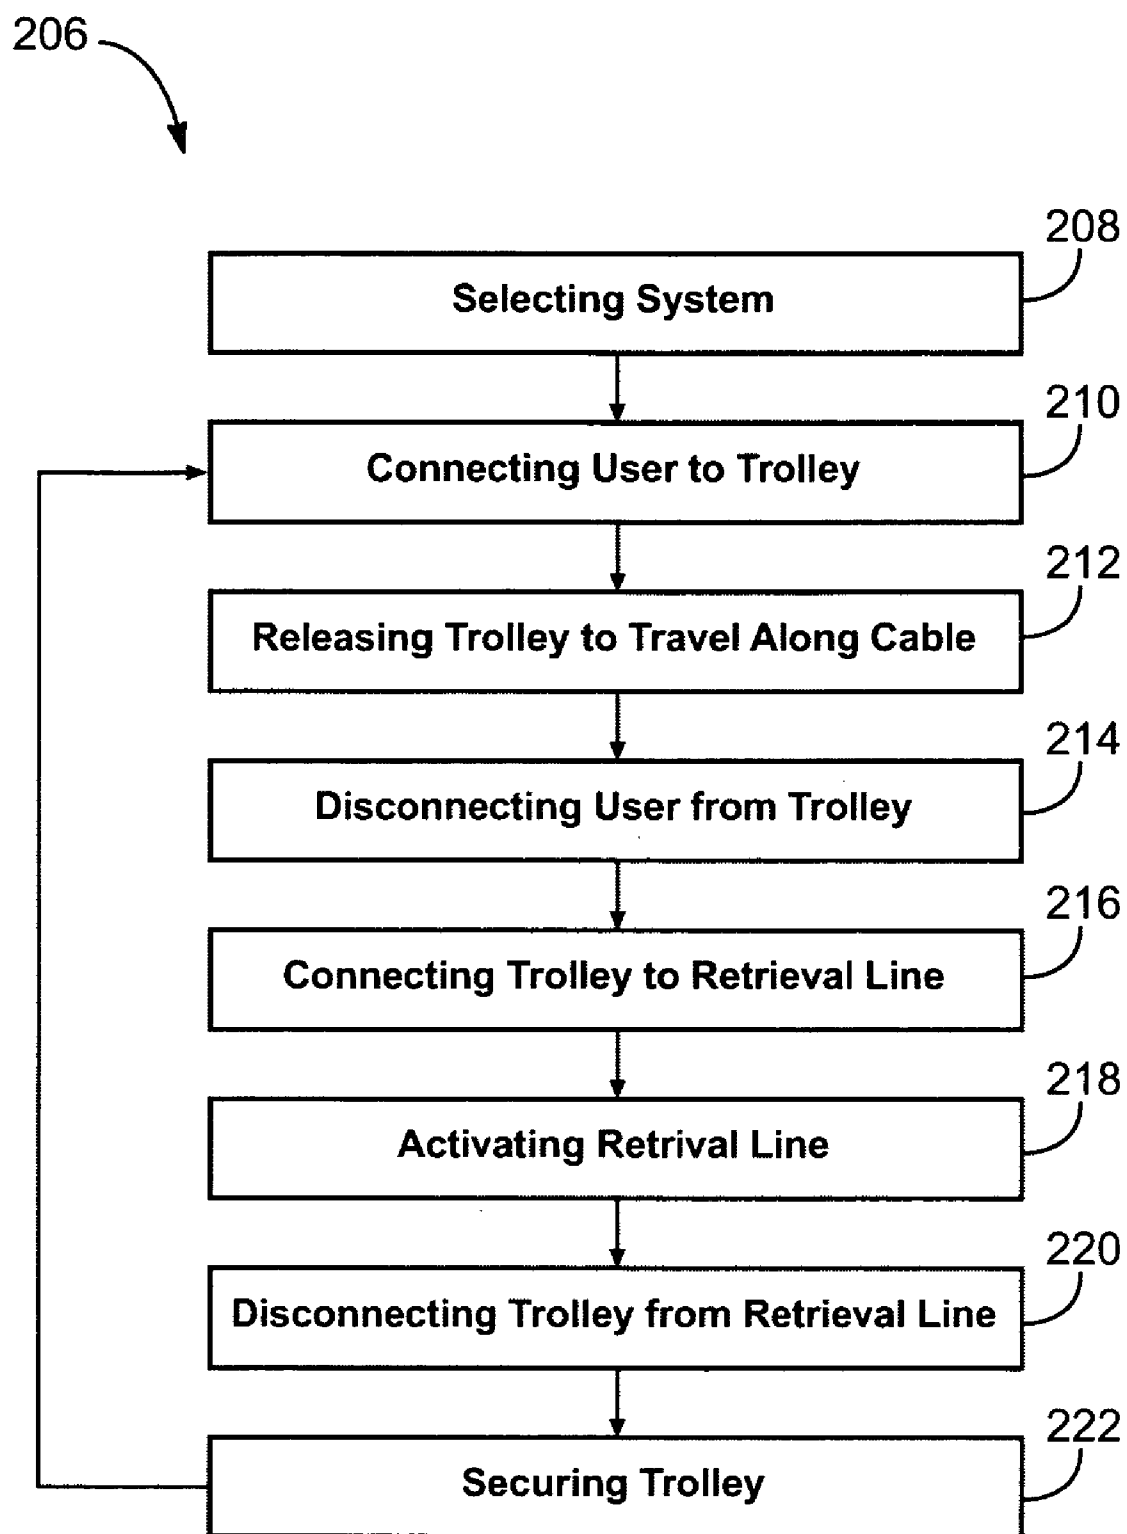 206
208
Selecting System
210
Connecting User to Trolley
212
Releasing Trolley to Travel Along Cable
214
Disconnecting User from Trolley
216
Connecting Trolley to Retrieval Line
218
Activating Retrival Line
220
Disconnecting Trolley from Retrieval Line
222
Securing Trolley